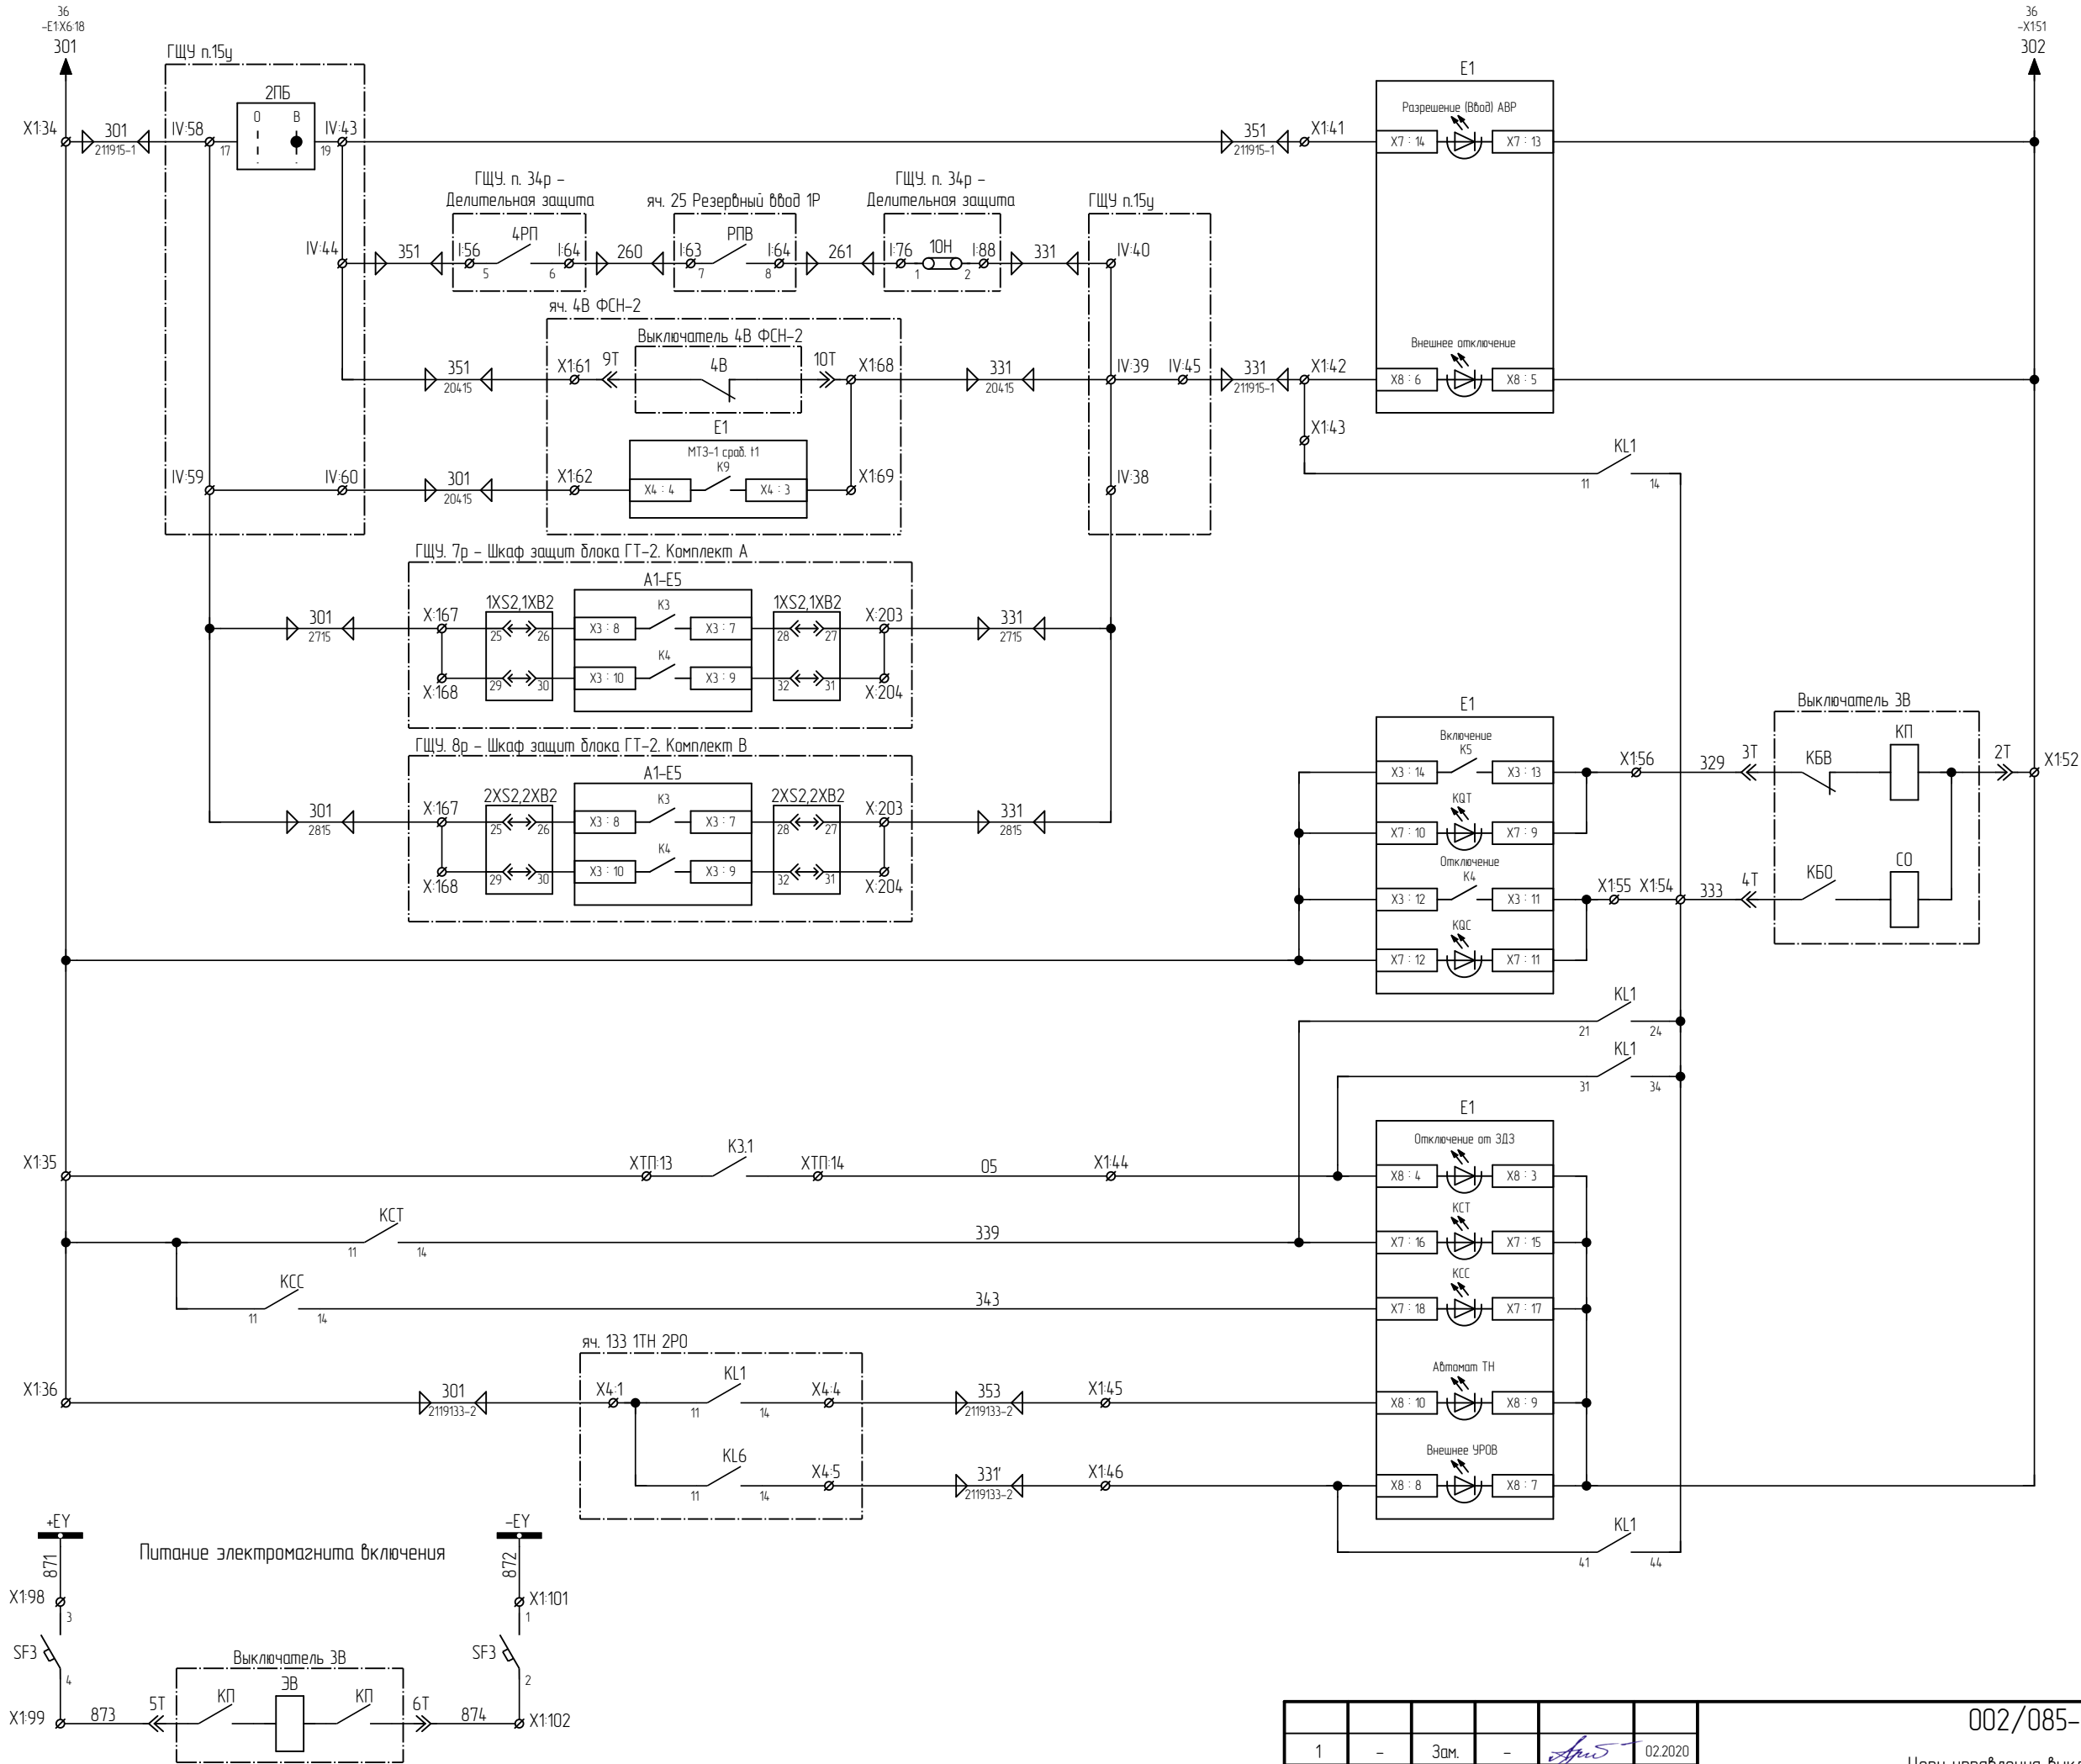 36
-E1:X6:18
301
36
-X1:51
302
ГЩУ п.15у
2ПБ
О В
X1:34
301
211915-1
IV:58
17
19
IV:43
351
211915-1
X1:41
E1
Разрешение (Ввод) АВР
X7 : 14
X7 : 13
ГЩУ. п. 34р -
Делительная защита
яч. 25 Резервный ввод 1Р
ГЩУ. п. 34р -
Делительная защита
ГЩУ п.15у
IV:44
351
I:56
4РП
I:64
5
6
260
I:63
РПВ
I:64
7
8
261
I:76
10Н
I:88
1
2
331
IV:40
яч. 4В ФСН-2
Выключатель 4В ФСН-2
351
20415
X1:61
9Т
4В
10Т
X1:68
331
20415
IV:39
IV:45
331
211915-1
X1:42
Внешнее отключение
X8 : 6
X8 : 5
X1:43
KL1
11
14
E1
МТЗ-1 сраб. t1
K9
IV:59
IV:60
301
20415
X1:62
X4 : 4
X4 : 3
X1:69
IV:38
ГЩУ. 7р - Шкаф защит блока ГТ-2. Комплект А
A1-E5
301
2715
X:167
1XS2,1XB2
25
26
K3
X3 : 8
X3 : 7
1XS2,1XB2
28
27
X:203
331
2715
X:168
29
30
K4
X3 : 10
X3 : 9
32
31
X:204
ГЩУ. 8р - Шкаф защит блока ГТ-2. Комплект В
A1-E5
301
2815
X:167
2XS2,2XB2
25
26
K3
X3 : 8
X3 : 7
2XS2,2XB2
28
27
X:203
331
2815
X:168
29
30
K4
X3 : 10
X3 : 9
32
31
X:204
E1
Включение
K5
X3 : 14
X3 : 13
X1:56
329
3Т
Выключатель 3В
КБВ
КП
2Т
X1:52
KQT
X7 : 10
X7 : 9
Отключение
K4
X3 : 12
X3 : 11
X1:55
X1:54
333
4Т
КБО
СО
KQC
X7 : 12
X7 : 11
KL1
21
24
KL1
31
34
E1
Отключение от ЗДЗ
X1:35
ХТП:13
К3.1
ХТП:14
05
X1:44
X8 : 4
X8 : 3
КСТ
11
14
339
КСТ
X7 : 16
X7 : 15
КСС
11
14
343
КСС
X7 : 18
X7 : 17
яч. 133 1ТН 2РО
X1:36
301
2119133-2
X4:1
KL1
11
14
X4:4
353
2119133-2
X1:45
Автомат ТН
X8 : 10
X8 : 9
KL6
11
14
X4:5
331'
2119133-2
X1:46
Внешнее УРОВ
X8 : 8
X8 : 7
KL1
41
44
+EY
-EY
Питание электромагнита включения
871
872
X1:98
3
X1:101
1
SF3
4
SF3
2
Выключатель 3В
X1:99
873
5Т
КП
ЭВ
КП
6Т
874
X1:102
002/085-
1
-
Зам.
-
02.2020